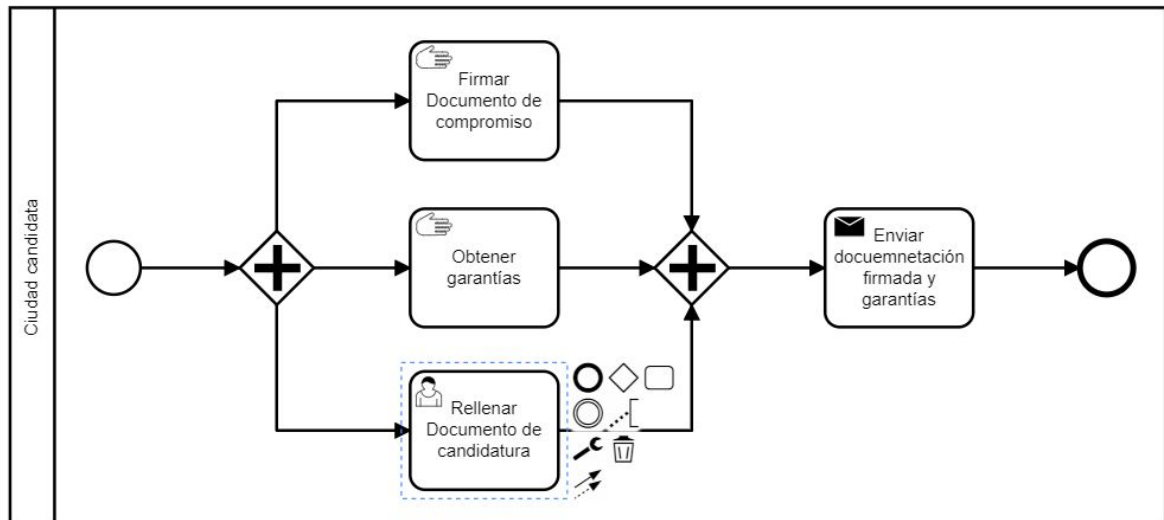 Ciudad candidata
Firmar
Documento de
compromiso
Obtener
garantías
Rellenar
Documento de
candidatura
Enviar
docuemnetación
firmada y
garantías